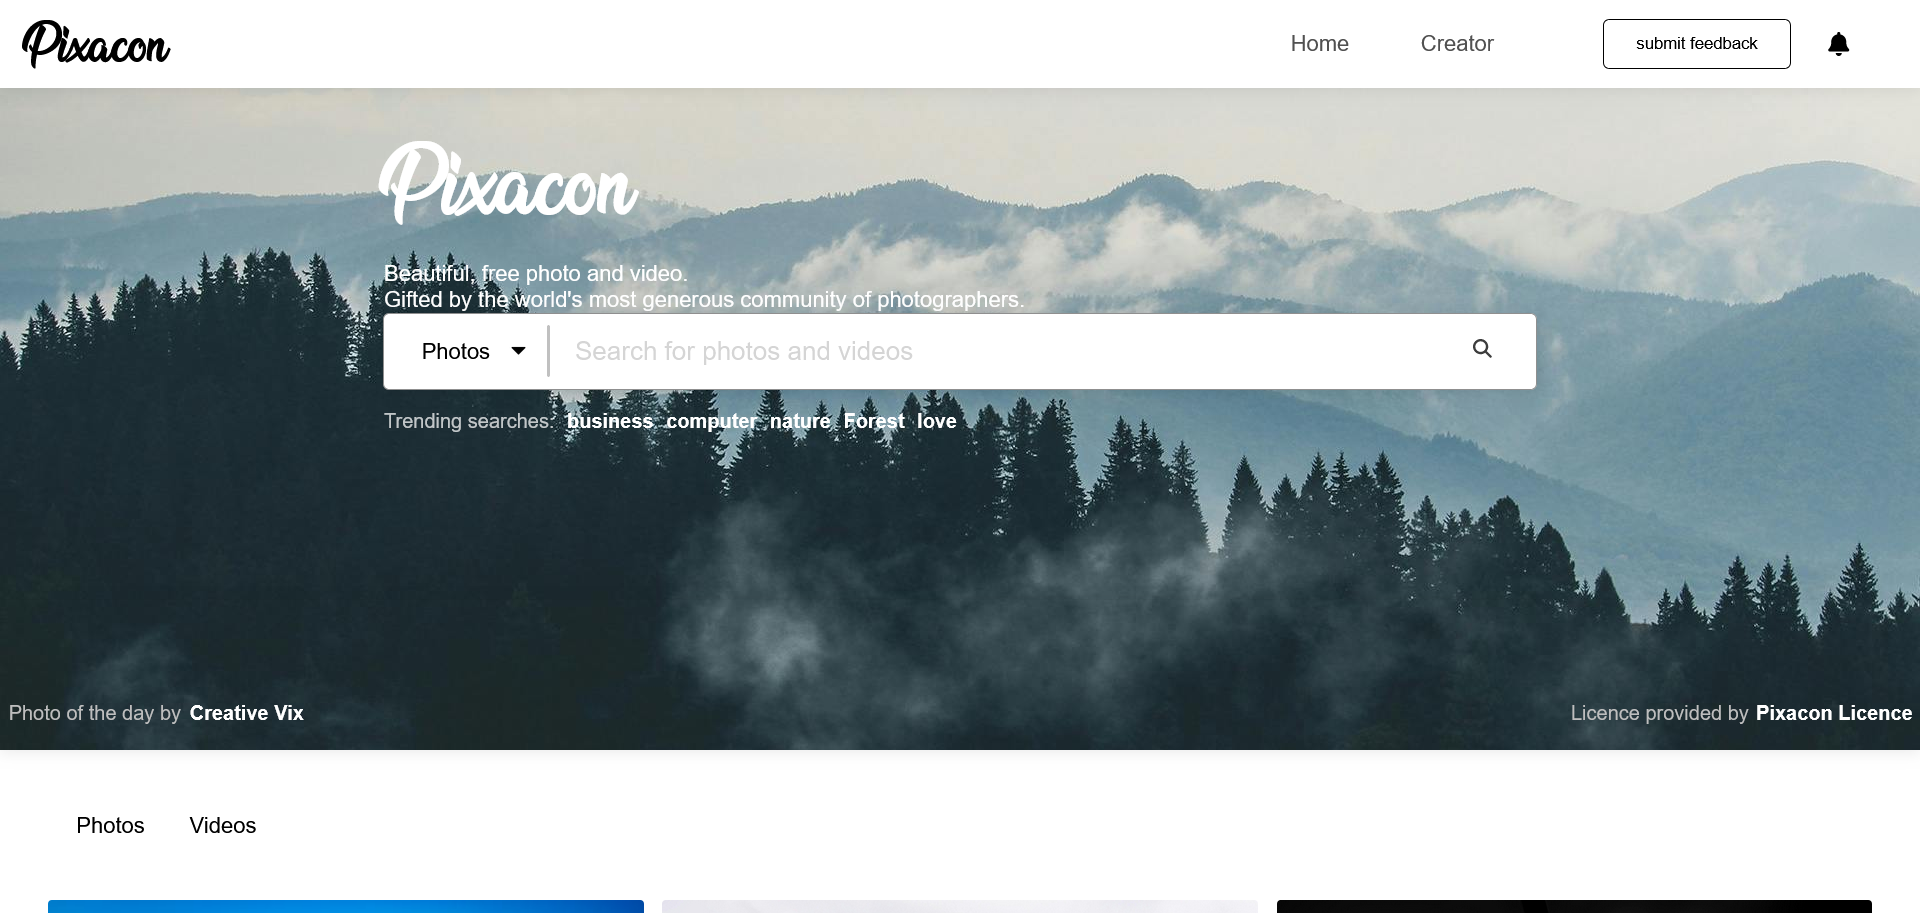 Pixacon
Home Creator submit feedback
Pixacon
Beautiful, free photo and video.
Gifted by the world's most generous community of photographers.
Photos Search for photos and videos
Trending searches: business computer nature Forest love
Photo of the day by Creative Vix Licence provided by Pixacon Licence
Photos Videos